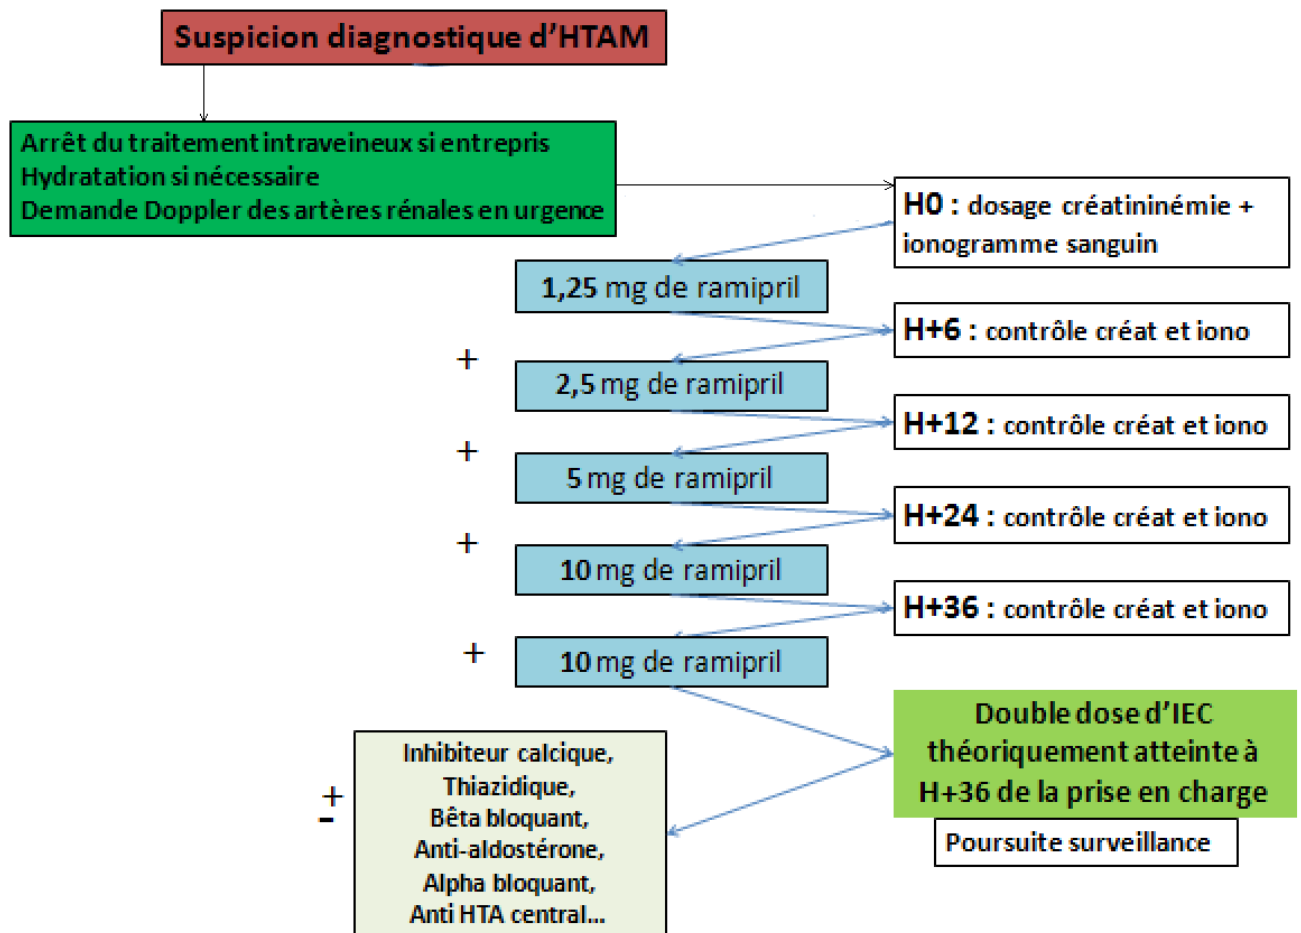 Suspicion diagnostique d’HTAM
Arrêt du traitement intraveineux si entrepris
Hydratation si nécessaire
Demande Doppler des artères rénales en urgence
H0 : dosage créatininémie +
ionogramme sanguin
1,25 mg de ramipril
H+6 : contrôle créat et iono
+
2,5 mg de ramipril
H+12 : contrôle créat et iono
+
5 mg de ramipril
H+24 : contrôle créat et iono
+
10 mg de ramipril
H+36 : contrôle créat et iono
+
10 mg de ramipril
Double dose d’IEC
théoriquement atteinte à
H+36 de la prise en charge
Poursuite surveillance
+
-
Inhibiteur calcique,
Thiazidique,
Bêta bloquant,
Anti-aldostérone,
Alpha bloquant,
Anti HTA central...